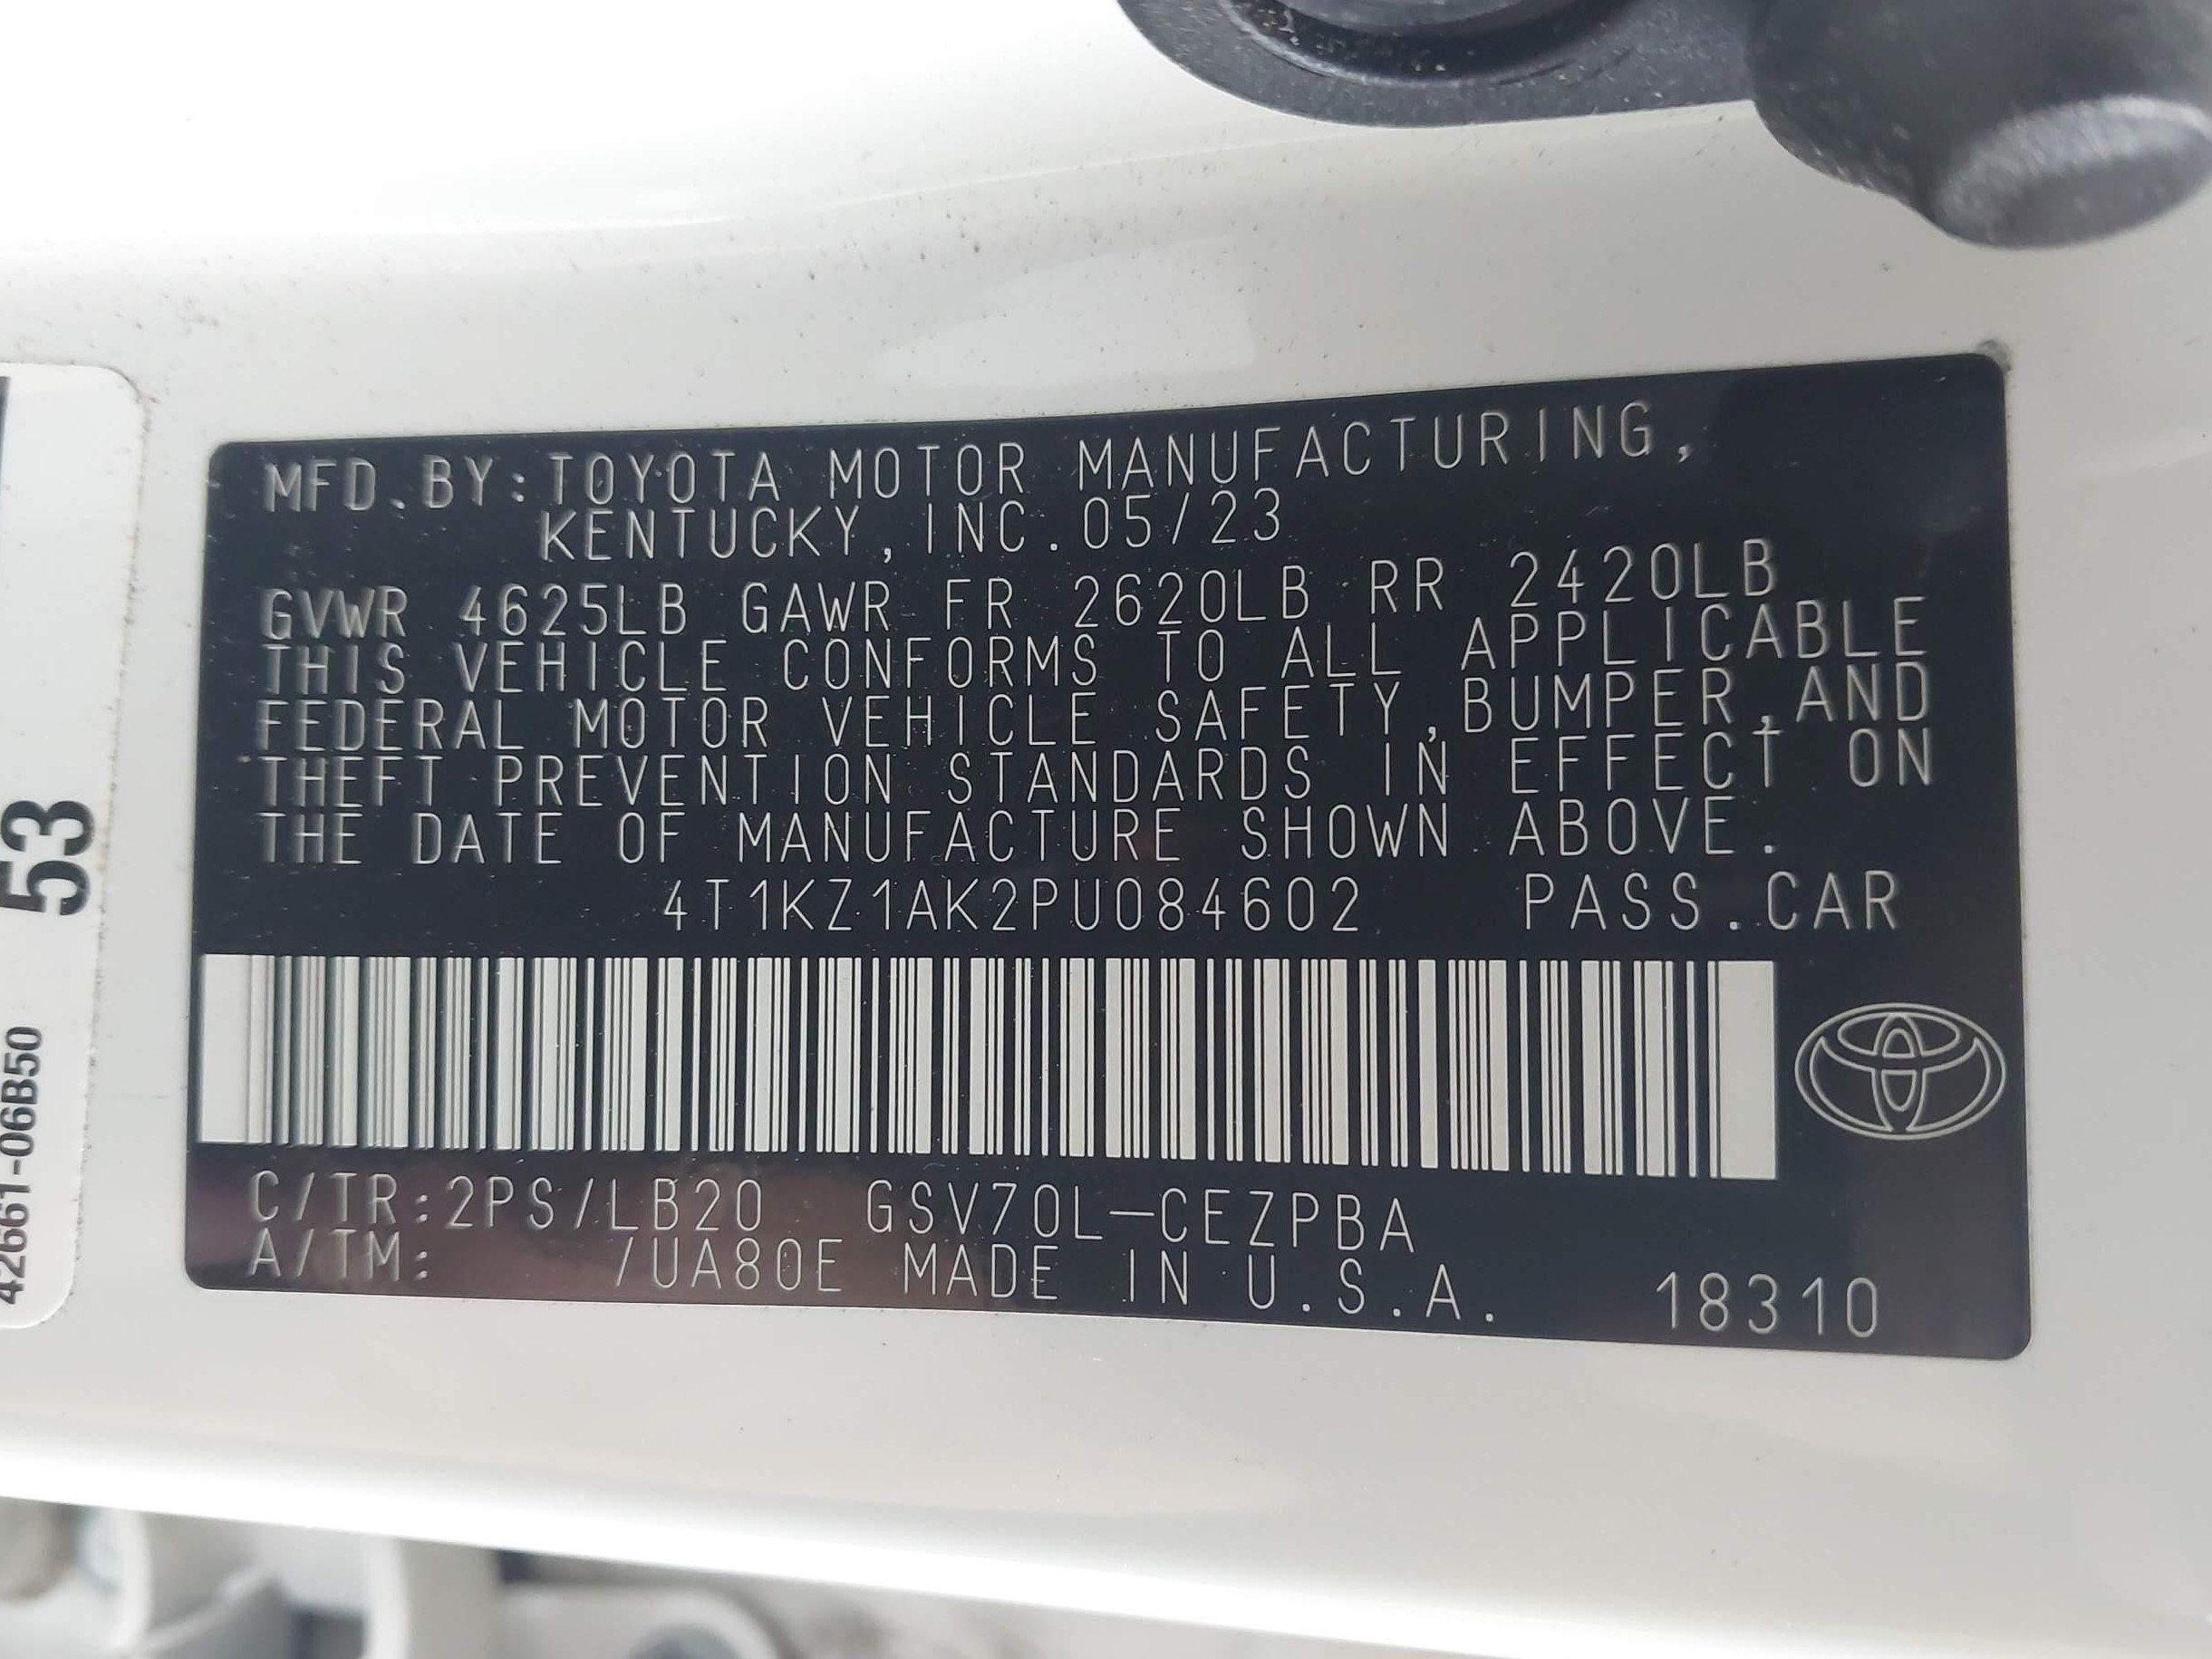 MFD.BY:TOYOTA MOTOR MANUFACTURING,
KENTUCKY, INC. 05/23
GVWR 4625LB GAWR FR 2620LB RR 2420LB
THIS VEHICLE CONFORMS TO ALL APPLICABLE
FEDERAL MOTOR VEHICLE SAFETY, BUMPER, AND
THEFT PREVENTION STANDARDS IN EFFECT ON
THE DATE OF MANUFACTURE SHOWN ABOVE.
4T1KZ1AK2PU084602 PASS.CAR
C/TR:2PS/LB20 GSV70L-CEZPBA
A/TM: /UA80E MADE IN U.S.A. 18310
53
42661-06B50